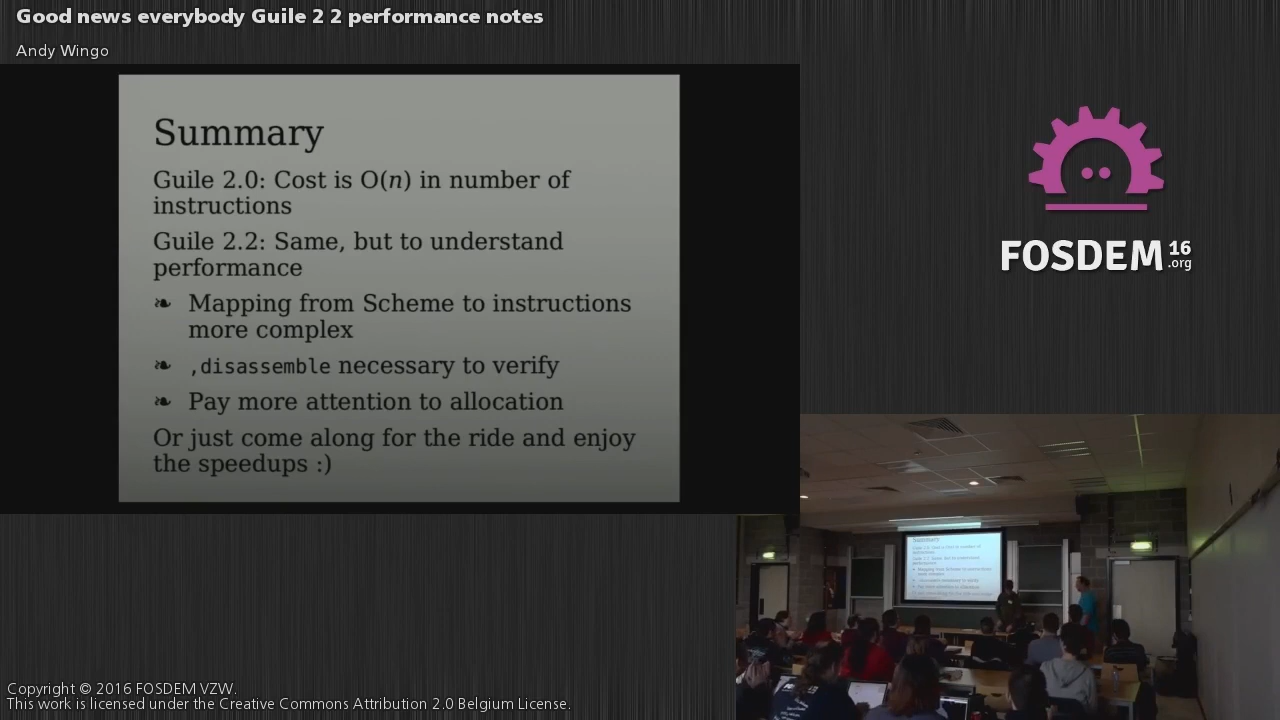 Good news everybody Guile 2 2 performance notes
Andy Wingo
Summary
Guile 2.0: Cost is O(n) in number of
instructions
Guile 2.2: Same, but to understand
performance
❧ Mapping from Scheme to instructions
more complex
❧ ,disassemble necessary to verify
❧ Pay more attention to allocation
Or just come along for the ride and enjoy
the speedups :)
FOSDEM 16
.org
Summary
Copyright © 2016 FOSDEM VZW.
This work is licensed under the Creative Commons Attribution 2.0 Belgium License.